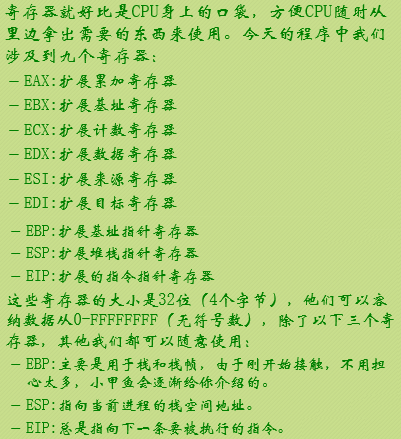 寄存器就好比是CPU身上的口袋，方便CPU随时从
里边拿出需要的东西来使用。今天的程序中我们
涉及到九个寄存器：
–EAX:扩展累加寄存器
–EBX:扩展基址寄存器
–ECX:扩展计数寄存器
–EDX:扩展数据寄存器
–ESI:扩展来源寄存器
–EDI:扩展目标寄存器
–EBP:扩展基址指针寄存器
–ESP:扩展堆栈指针寄存器
–EIP:扩展的指令指针寄存器
这些寄存器的大小是32位（4个字节），他们可以容
纳数据从0-FFFFFFFF（无符号数），除了以下三个寄
存器，其他我们都可以随意使用：
–EBP:主要是用于栈和栈帧，由于刚开始接触，不用担
心太多，小甲鱼会逐渐给你介绍的。
–ESP:指向当前进程的栈空间地址。
–EIP:总是指向下一条要被执行的指令。